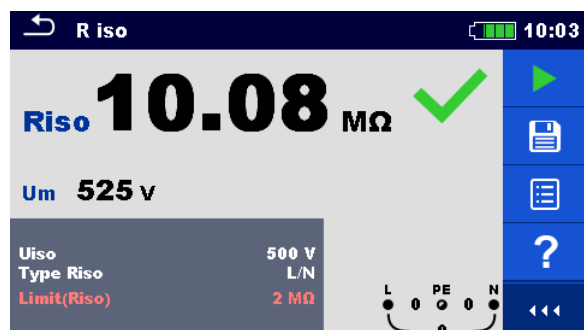 R iso
10:03
Riso 10.08 MΩ
Um 525 V
Uiso 500 V
Type Riso L/N
Limit(Riso) 2 MΩ
?
L PE N
0 0
0